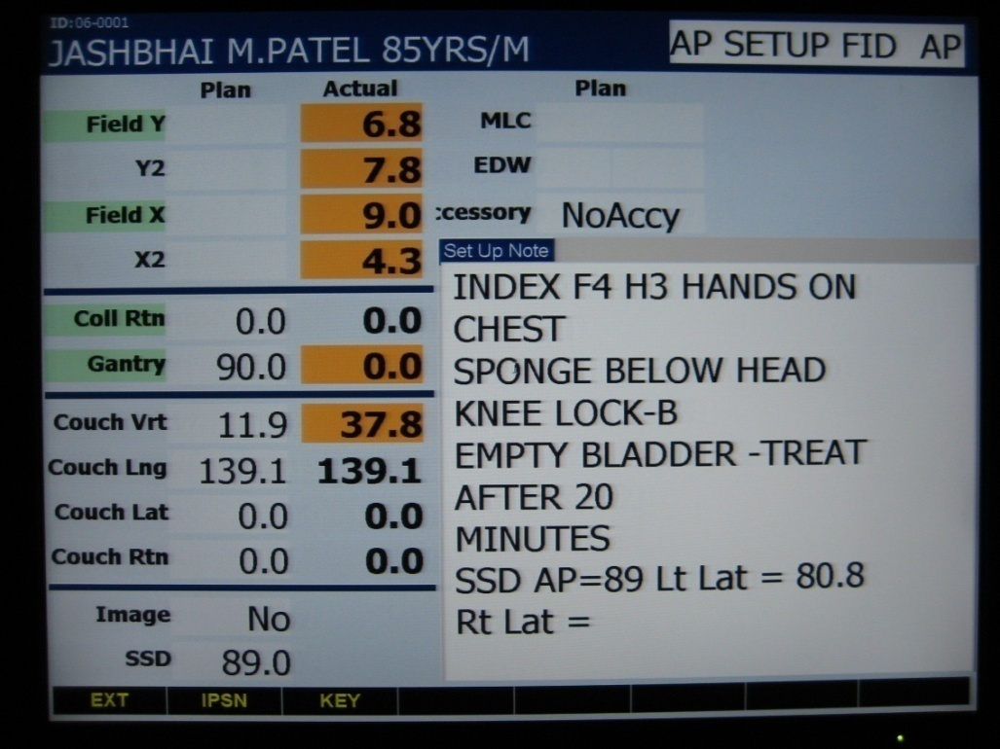 ID:06-0001
JASHBHAI M.PATEL 85YRS/M
AP SETUP FID AP
Plan Actual Plan
Field Y 6.8 MLC
Y2 7.8 EDW
Field X 9.0 ccessory NoAccy
X2 4.3
Set Up Note
INDEX F4 H3 HANDS ON
CHEST
SPONGE BELOW HEAD
KNEE LOCK-B
EMPTY BLADDER -TREAT
AFTER 20
MINUTES
SSD AP=89 Lt Lat = 80.8
Rt Lat =
Coll Rtn 0.0 0.0
Gantry 90.0 0.0
Couch Vrt 11.9 37.8
Couch Lng 139.1 139.1
Couch Lat 0.0 0.0
Couch Rtn 0.0 0.0
Image No
SSD 89.0
EXT IPSN KEY